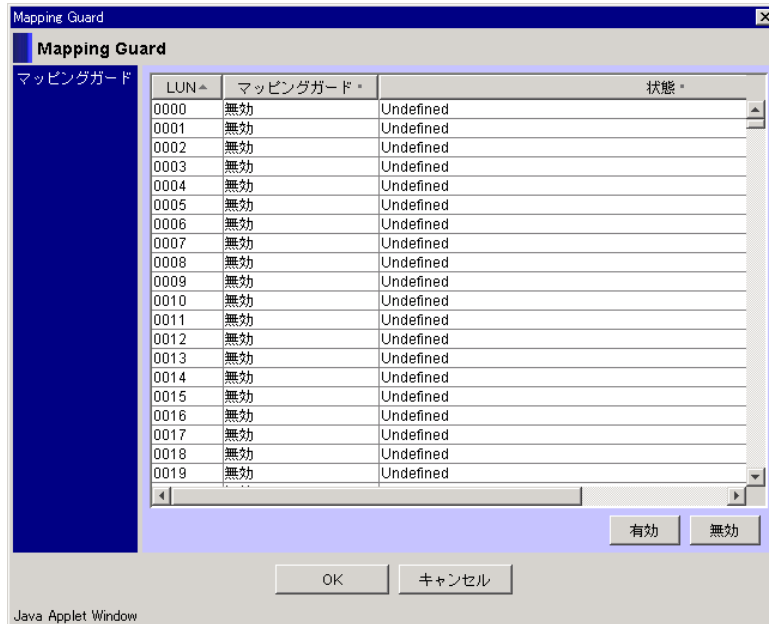 Mapping Guard
Mapping Guard
マッピングガード
LUN マッピングガード 状態
0000 無効 Undefined
0001 無効 Undefined
0002 無効 Undefined
0003 無効 Undefined
0004 無効 Undefined
0005 無効 Undefined
0006 無効 Undefined
0007 無効 Undefined
0008 無効 Undefined
0009 無効 Undefined
0010 無効 Undefined
0011 無効 Undefined
0012 無効 Undefined
0013 無効 Undefined
0014 無効 Undefined
0015 無効 Undefined
0016 無効 Undefined
0017 無効 Undefined
0018 無効 Undefined
0019 無効 Undefined
有効 無効
OK キャンセル
Java Applet Window